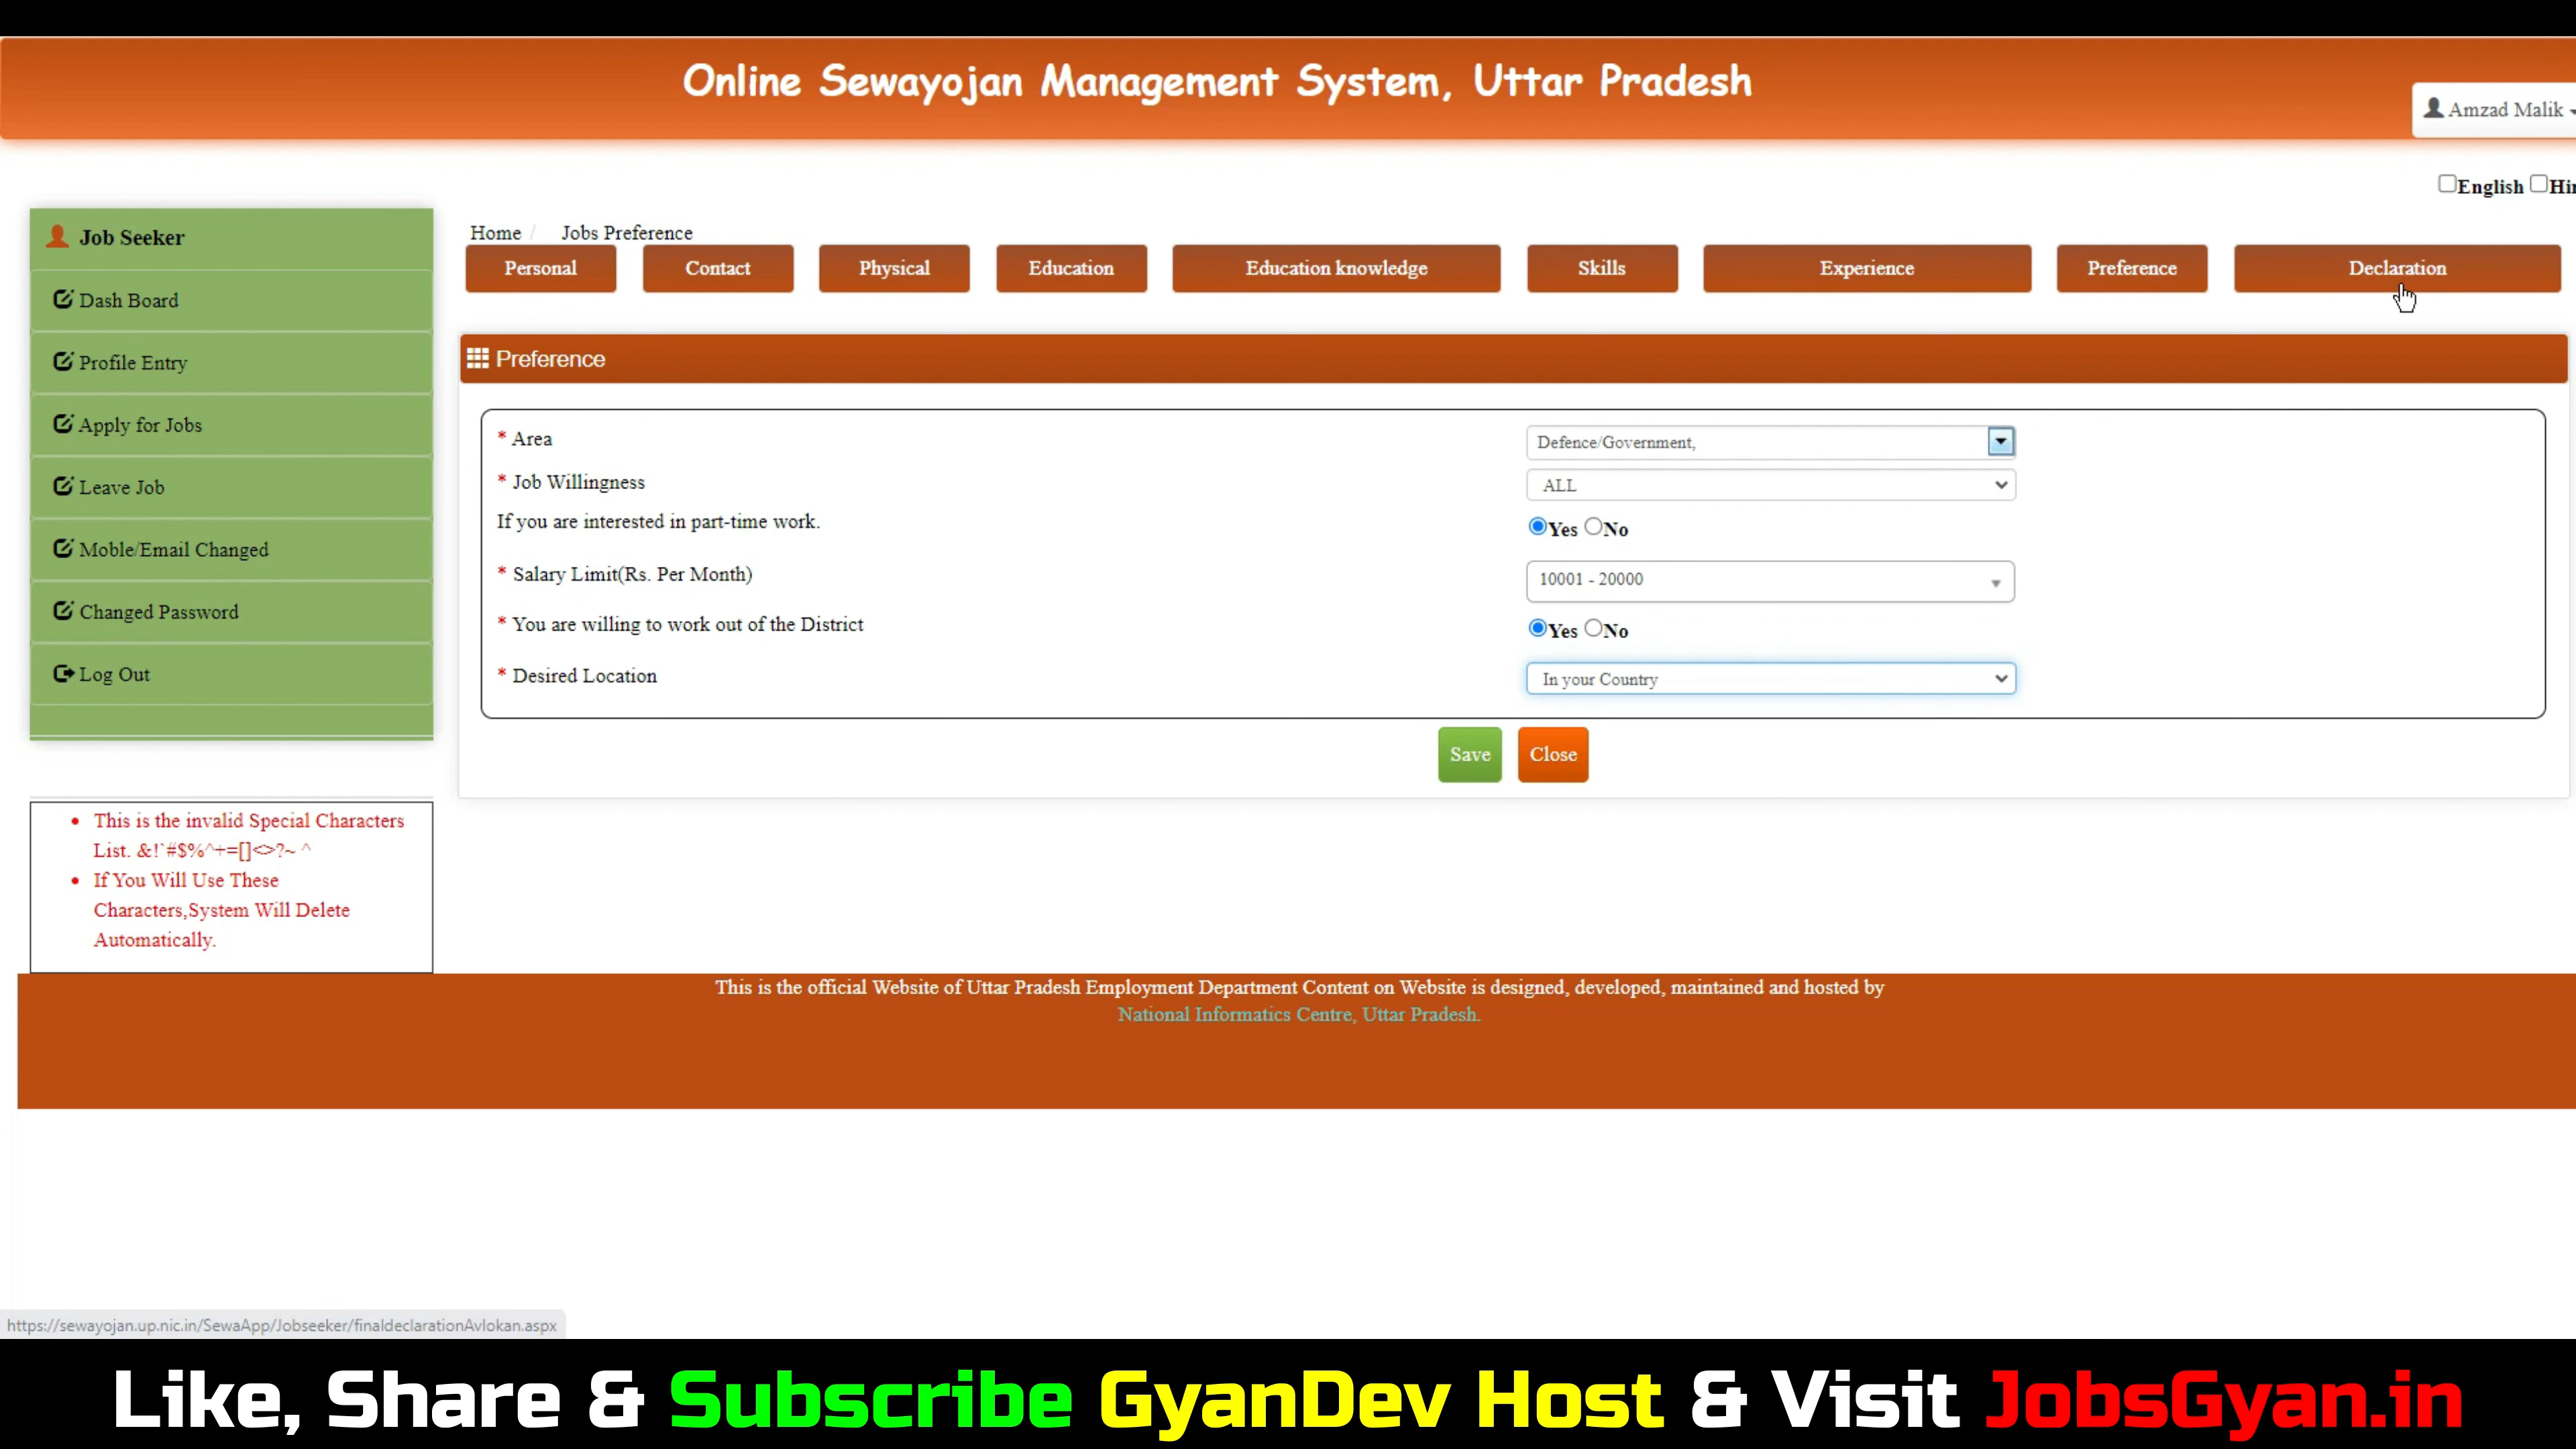 Online Sewayojan Management System, Uttar Pradesh
Amzad Malik
English
Job Seeker
Dash Board
Profile Entry
Apply for Jobs
Leave Job
Moble/Email Changed
Changed Password
Log Out
Home / Jobs Preference
Personal Contact Physical Education Education knowledge Skills Experience Preference Declaration
Preference
* Area Defence/Government,
* Job Willingness ALL
If you are interested in part-time work. Yes No
* Salary Limit(Rs. Per Month) 10001 - 20000
* You are willing to work out of the District Yes No
* Desired Location In your Country
Save Close
This is the invalid Special Characters
List. &!`#$%^+=[]<>?~ ^
If You Will Use These
Characters,System Will Delete
Automatically.
This is the official Website of Uttar Pradesh Employment Department Content on Website is designed, developed, maintained and hosted by
National Informatics Centre, Uttar Pradesh.
https://sewayojan.up.nic.in/SewaApp/Jobseeker/finaldeclarationAvlokan.aspx
Like, Share & Subscribe GyanDev Host & Visit JobsGyan.in